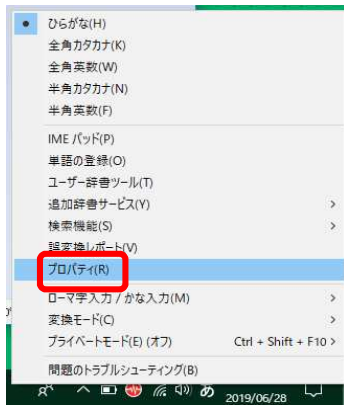 ひらがな(H)
全角カタカナ(K)
全角英数(W)
半角カタカナ(N)
半角英数(F)
IME パッド(P)
単語の登録(O)
ユーザー辞書ツール(T)
追加辞書サービス(Y)
検索機能(S)
誤変換レポート(V)
プロパティ(R)
ローマ字入力 / かな入力(M)
変換モード(C)
プライベートモード(E) (オフ) Ctrl + Shift + F10
問題のトラブルシューティング(B)
あ
2019/06/28